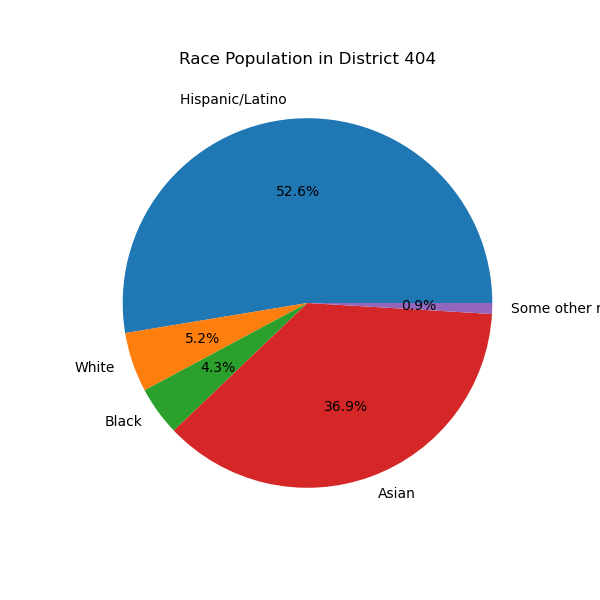 Race Population in District 404
Hispanic/Latino
52.6%
0.9%
Some other
5.2%
White
4.3%
Black
36.9%
Asian